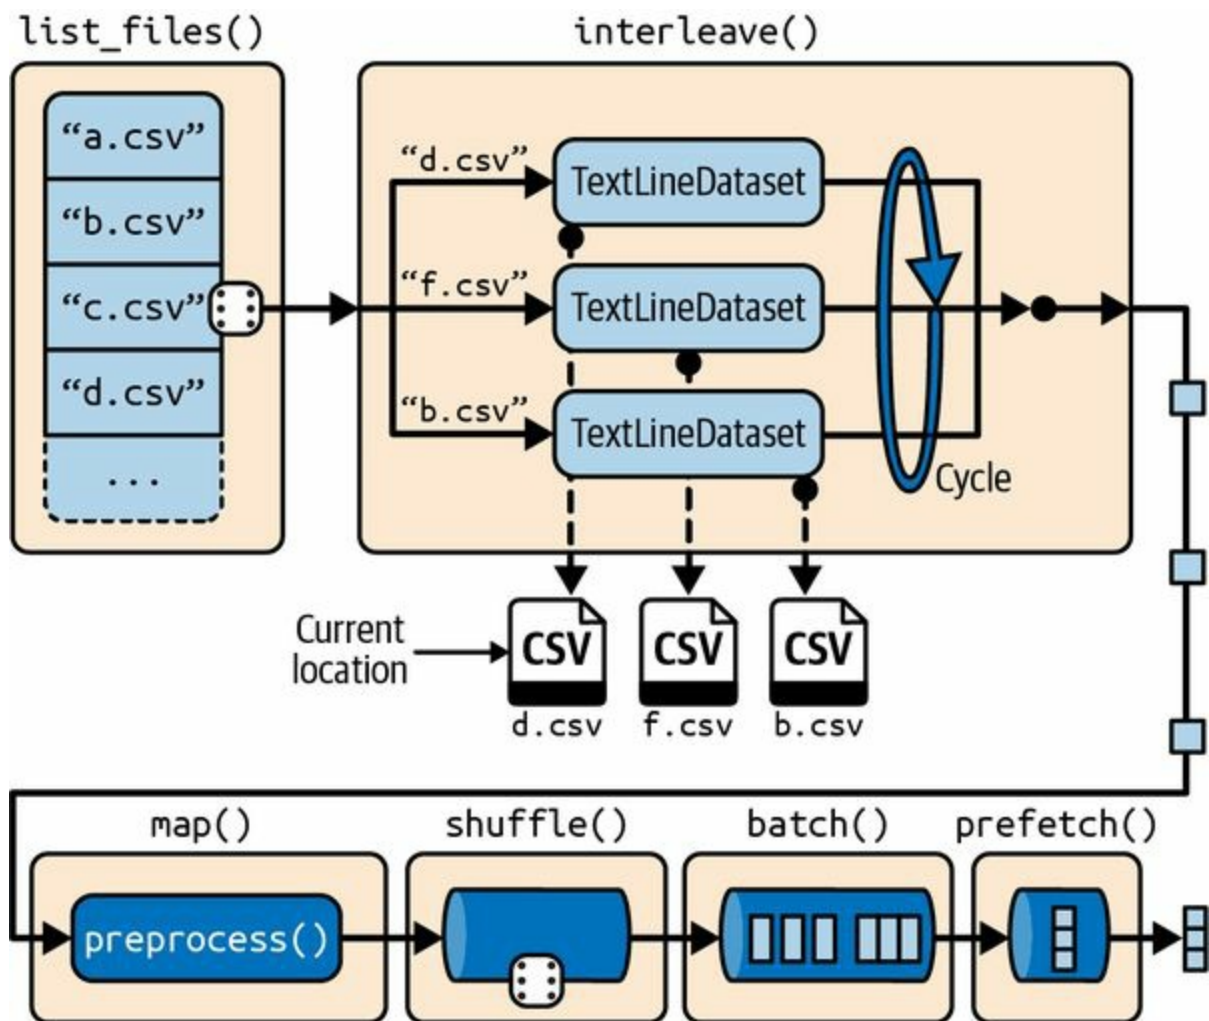 list_files()
interleave()
“a.csv”
“b.csv”
“c.csv”
“d.csv”
...
“d.csv”
TextLineDataset
“f.csv”
TextLineDataset
“b.csv”
TextLineDataset
Cycle
Current
location
CSV
CSV
CSV
d.csv
f.csv
b.csv
map()
shuffle()
batch()
prefetch()
preprocess()